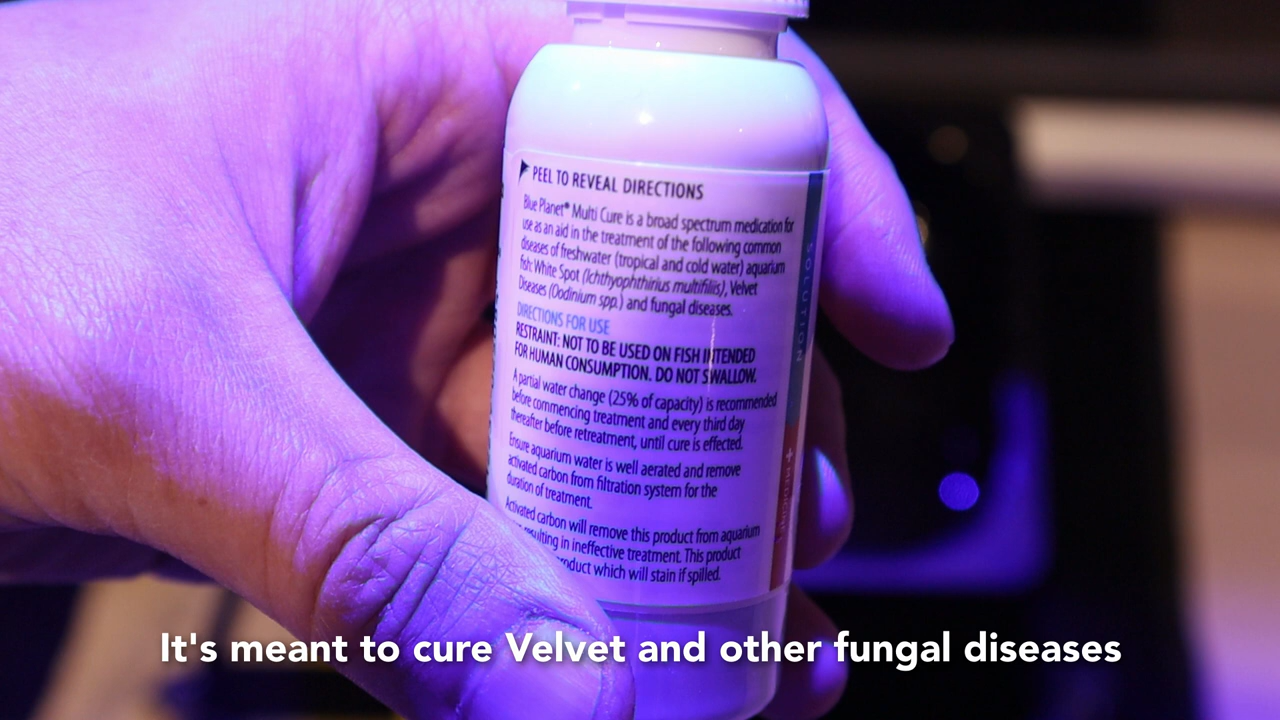 PEEL TO REVEAL DIRECTIONS
Blue Planet® Multi Cure is a broad spectrum medication for
use as an aid in the treatment of the following common
diseases of freshwater (tropical and cold water) aquarium
fish: White Spot (Ichthyophthirius multifiliis), Velvet
Diseases (Oodinium spp.) and fungal diseases.
DIRECTIONS FOR USE
RESTRAINT: NOT TO BE USED ON FISH INTENDED
FOR HUMAN CONSUMPTION. DO NOT SWALLOW.
A partial water change (25% of capacity) is recommended
before commencing treatment and every third day
thereafter before retreatment, until cure is effected.
Ensure aquarium water is well aerated and remove
activated carbon from filtration system for the
duration of treatment.
Activated carbon will remove this product from aquarium
resulting in ineffective treatment. This product
product which will stain if spilled.
SOLUTION
It's meant to cure Velvet and other fungal diseases